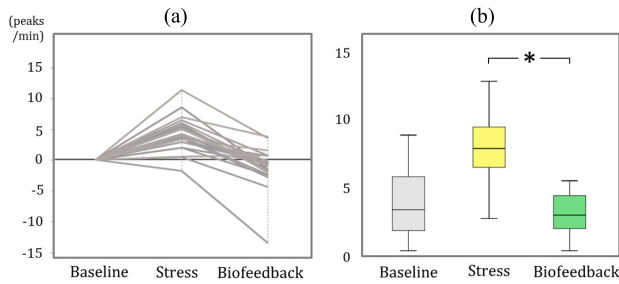 (a)
(b)
(peaks
/min)
15
10
5
0
-5
-10
-15
Baseline Stress Biofeedback
15
10
5
0
*
Baseline Stress Biofeedback